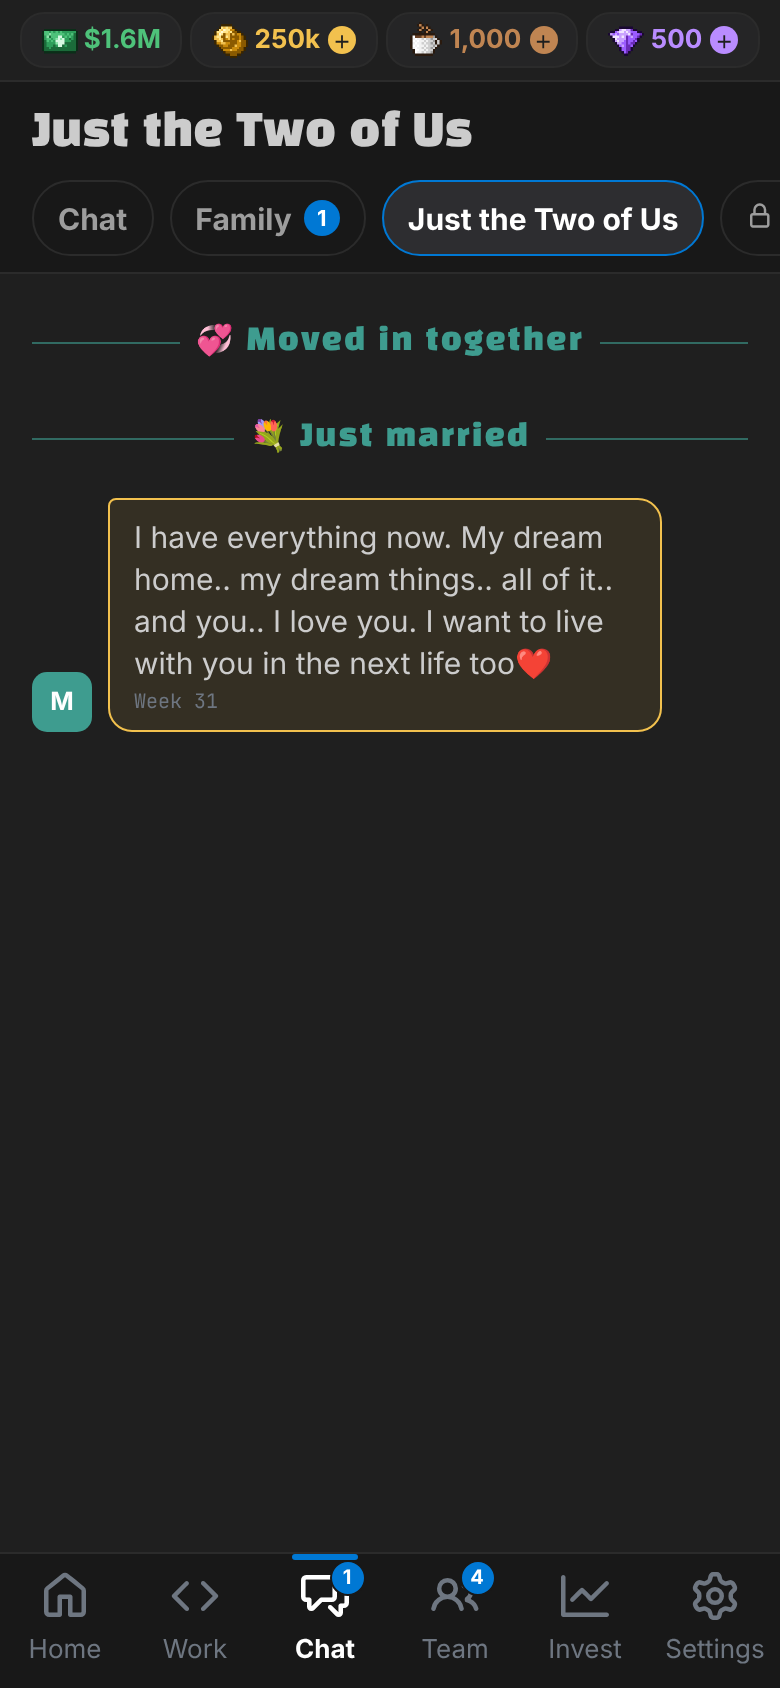 $1.6M 250k + 1,000 + 500 +
Just the Two of Us
Chat Family 1 Just the Two of Us
💞 Moved in together
💐 Just married
I have everything now. My dream
home.. my dream things.. all of it..
and you.. I love you. I want to live
with you in the next life too❤️
Week 31
M
1 4
Home Work Chat Team Invest Settings